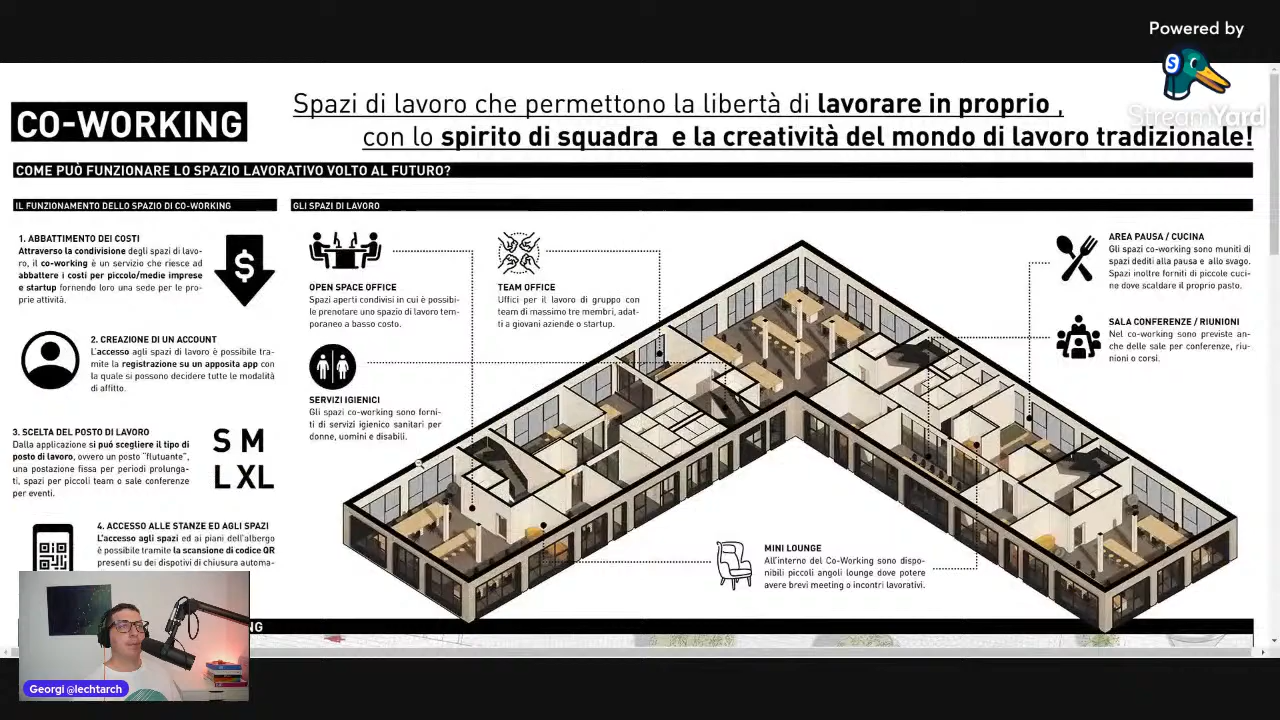 Powered by
S
StreamYard
CO-WORKING
Spazi di lavoro che permettono la libertà di lavorare in proprio ,
con lo spirito di squadra e la creatività del mondo di lavoro tradizionale!
COME PUÒ FUNZIONARE LO SPAZIO LAVORATIVO VOLTO AL FUTURO?
IL FUNZIONAMENTO DELLO SPAZIO DI CO-WORKING
1. ABBATTIMENTO DEI COSTI
Attraverso la condivisione degli spazi di lavo-
ro, il co-working è un servizio che riesce ad
abbattere i costi per piccolo/medie imprese
e startup fornendo loro una sede per le pro-
prie attività.
$
2. CREAZIONE DI UN ACCOUNT
L'accesso agli spazi di lavoro è possibile tra-
mite la registrazione su un apposita app con
la quale si possono decidere tutte le modalità
di affitto.
3. SCELTA DEL POSTO DI LAVORO
Dalla applicazione si puó scegliere il tipo di
posto di lavoro, ovvero un posto "flutuante",
una postazione fissa per periodi prolunga-
ti, spazi per piccoli team o sale conferenze
per eventi.
S M
L XL
4. ACCESSO ALLE STANZE ED AGLI SPAZI
L'accesso agli spazi ed ai piani dell'albergo
è possibile tramite la scansione di codice QR
presenti su dei dispotivi di chiusura automa-
NG
GLI SPAZI DI LAVORO
OPEN SPACE OFFICE
Spazi aperti condivisi in cui è possibi-
le prenotare uno spazio di lavoro tem-
poraneo a basso costo.
TEAM OFFICE
Uffici per il lavoro di gruppo con
team di massimo tre membri, adat-
ti a giovani aziende o startup.
SERVIZI IGIENICI
Gli spazi co-working sono forni-
ti di servizi igienico sanitari per
donne, uomini e disabili.
AREA PAUSA / CUCINA
Gli spazi co-working sono muniti di
spazi dediti alla pausa e allo svago.
Spazi inoltre forniti di piccole cuci-
ne dove scaldare il proprio pasto.
SALA CONFERENZE / RIUNIONI
Nel co-working sono previste an-
che delle sale per conferenze, riu-
nioni o corsi.
MINI LOUNGE
All'interno del Co-Working sono dispo-
nibili piccoli angoli lounge dove potere
avere brevi meeting o incontri lavorativi.
Georgi @lechtarch